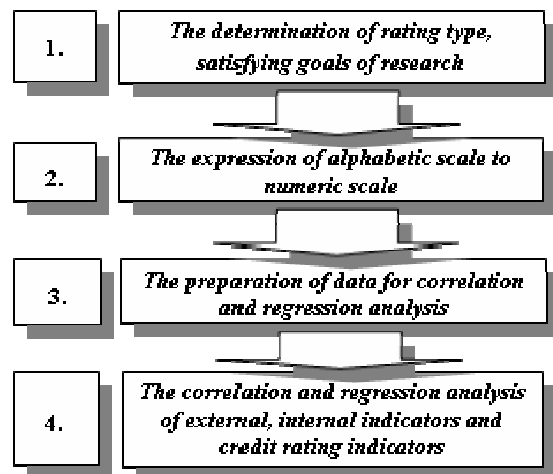 1.
The determination of rating type,
satisfying goals of research
2.
The expression of alphabetic scale to
numeric scale
3.
The preparation of data for correlation
and regression analysis
4.
The correlation and regression analysis
of external, internal indicators and
credit rating indicators